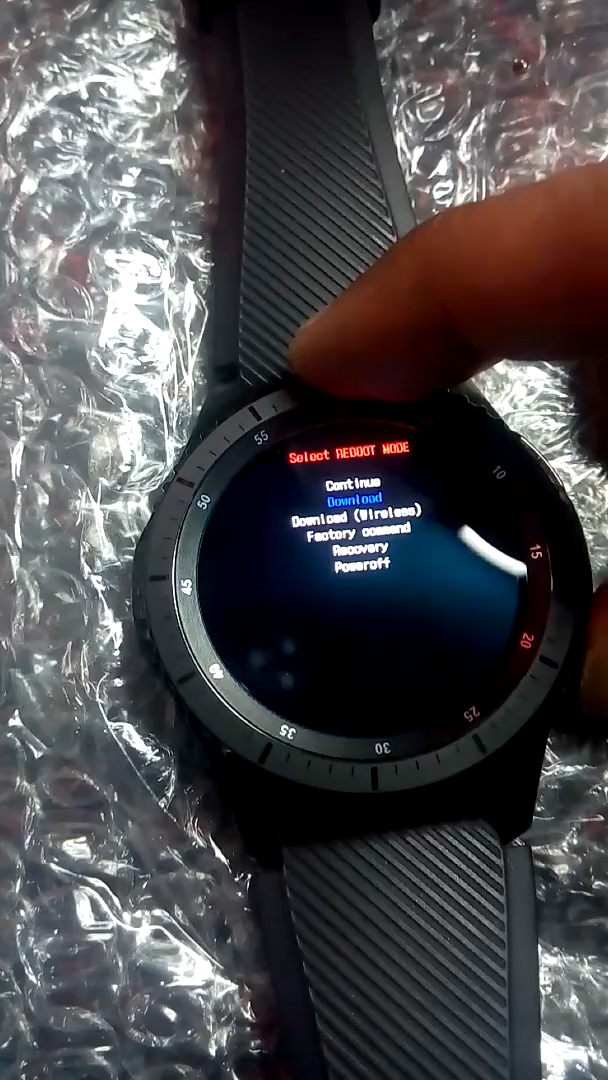 Select REBOOT MODE
Continue
Download
Download (Wireless)
Factory command
Recovery
Poweroff
55
10
50
15
45
20
40
25
35
30